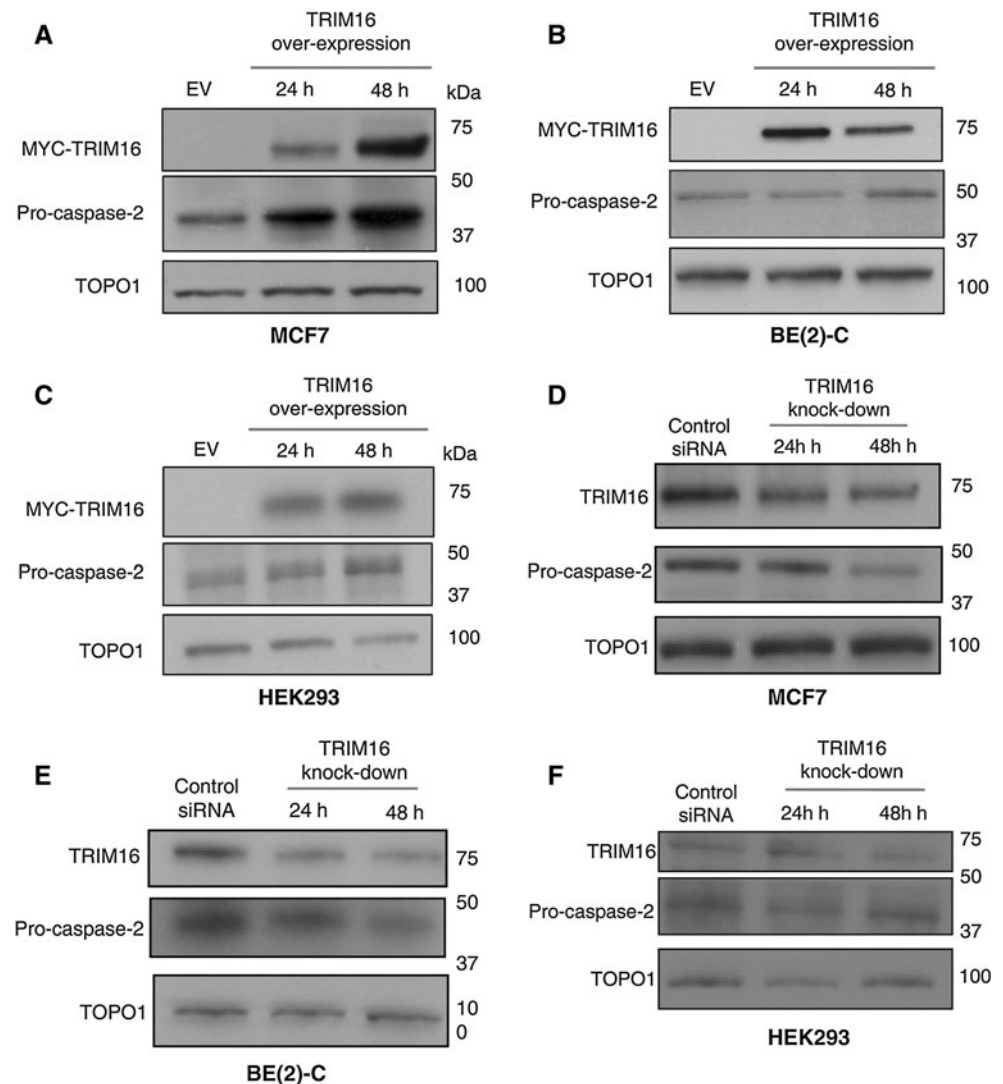 A
TRIM16
over-expression
EV 24 h 48 h kDa
MYC-TRIM16 75
Pro-caspase-2 50
37
TOPO1 100
MCF7
B
TRIM16
over-expression
EV 24 h 48 h
MYC-TRIM16 75
Pro-caspase-2 50
37
TOPO1 100
BE(2)-C
C
TRIM16
over-expression
EV 24 h 48 h kDa
MYC-TRIM16 75
Pro-caspase-2 50
37
TOPO1 100
HEK293
D
TRIM16
knock-down
Control
siRNA 24h h 48h h
TRIM16 75
Pro-caspase-2 50
37
TOPO1 100
MCF7
E
TRIM16
knock-down
Control
siRNA 24 h 48 h
TRIM16 75
Pro-caspase-2 50
37
TOPO1 10
0
BE(2)-C
F
TRIM16
knock-down
Control
siRNA 24h h 48h h
TRIM16 75
50
Pro-caspase-2
37
TOPO1 100
HEK293